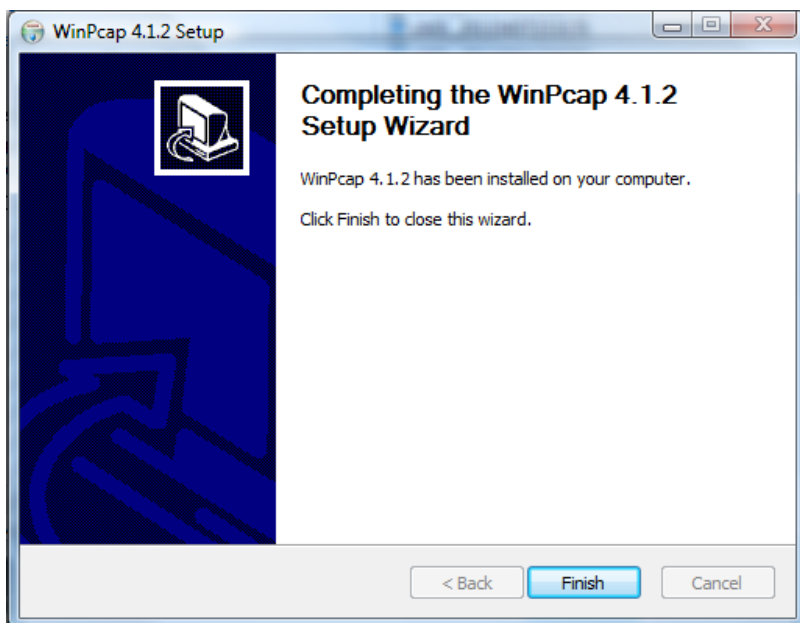 WinPcap 4.1.2 Setup
Completing the WinPcap 4.1.2
Setup Wizard
WinPcap 4.1.2 has been installed on your computer.
Click Finish to close this wizard.
< Back
Finish
Cancel